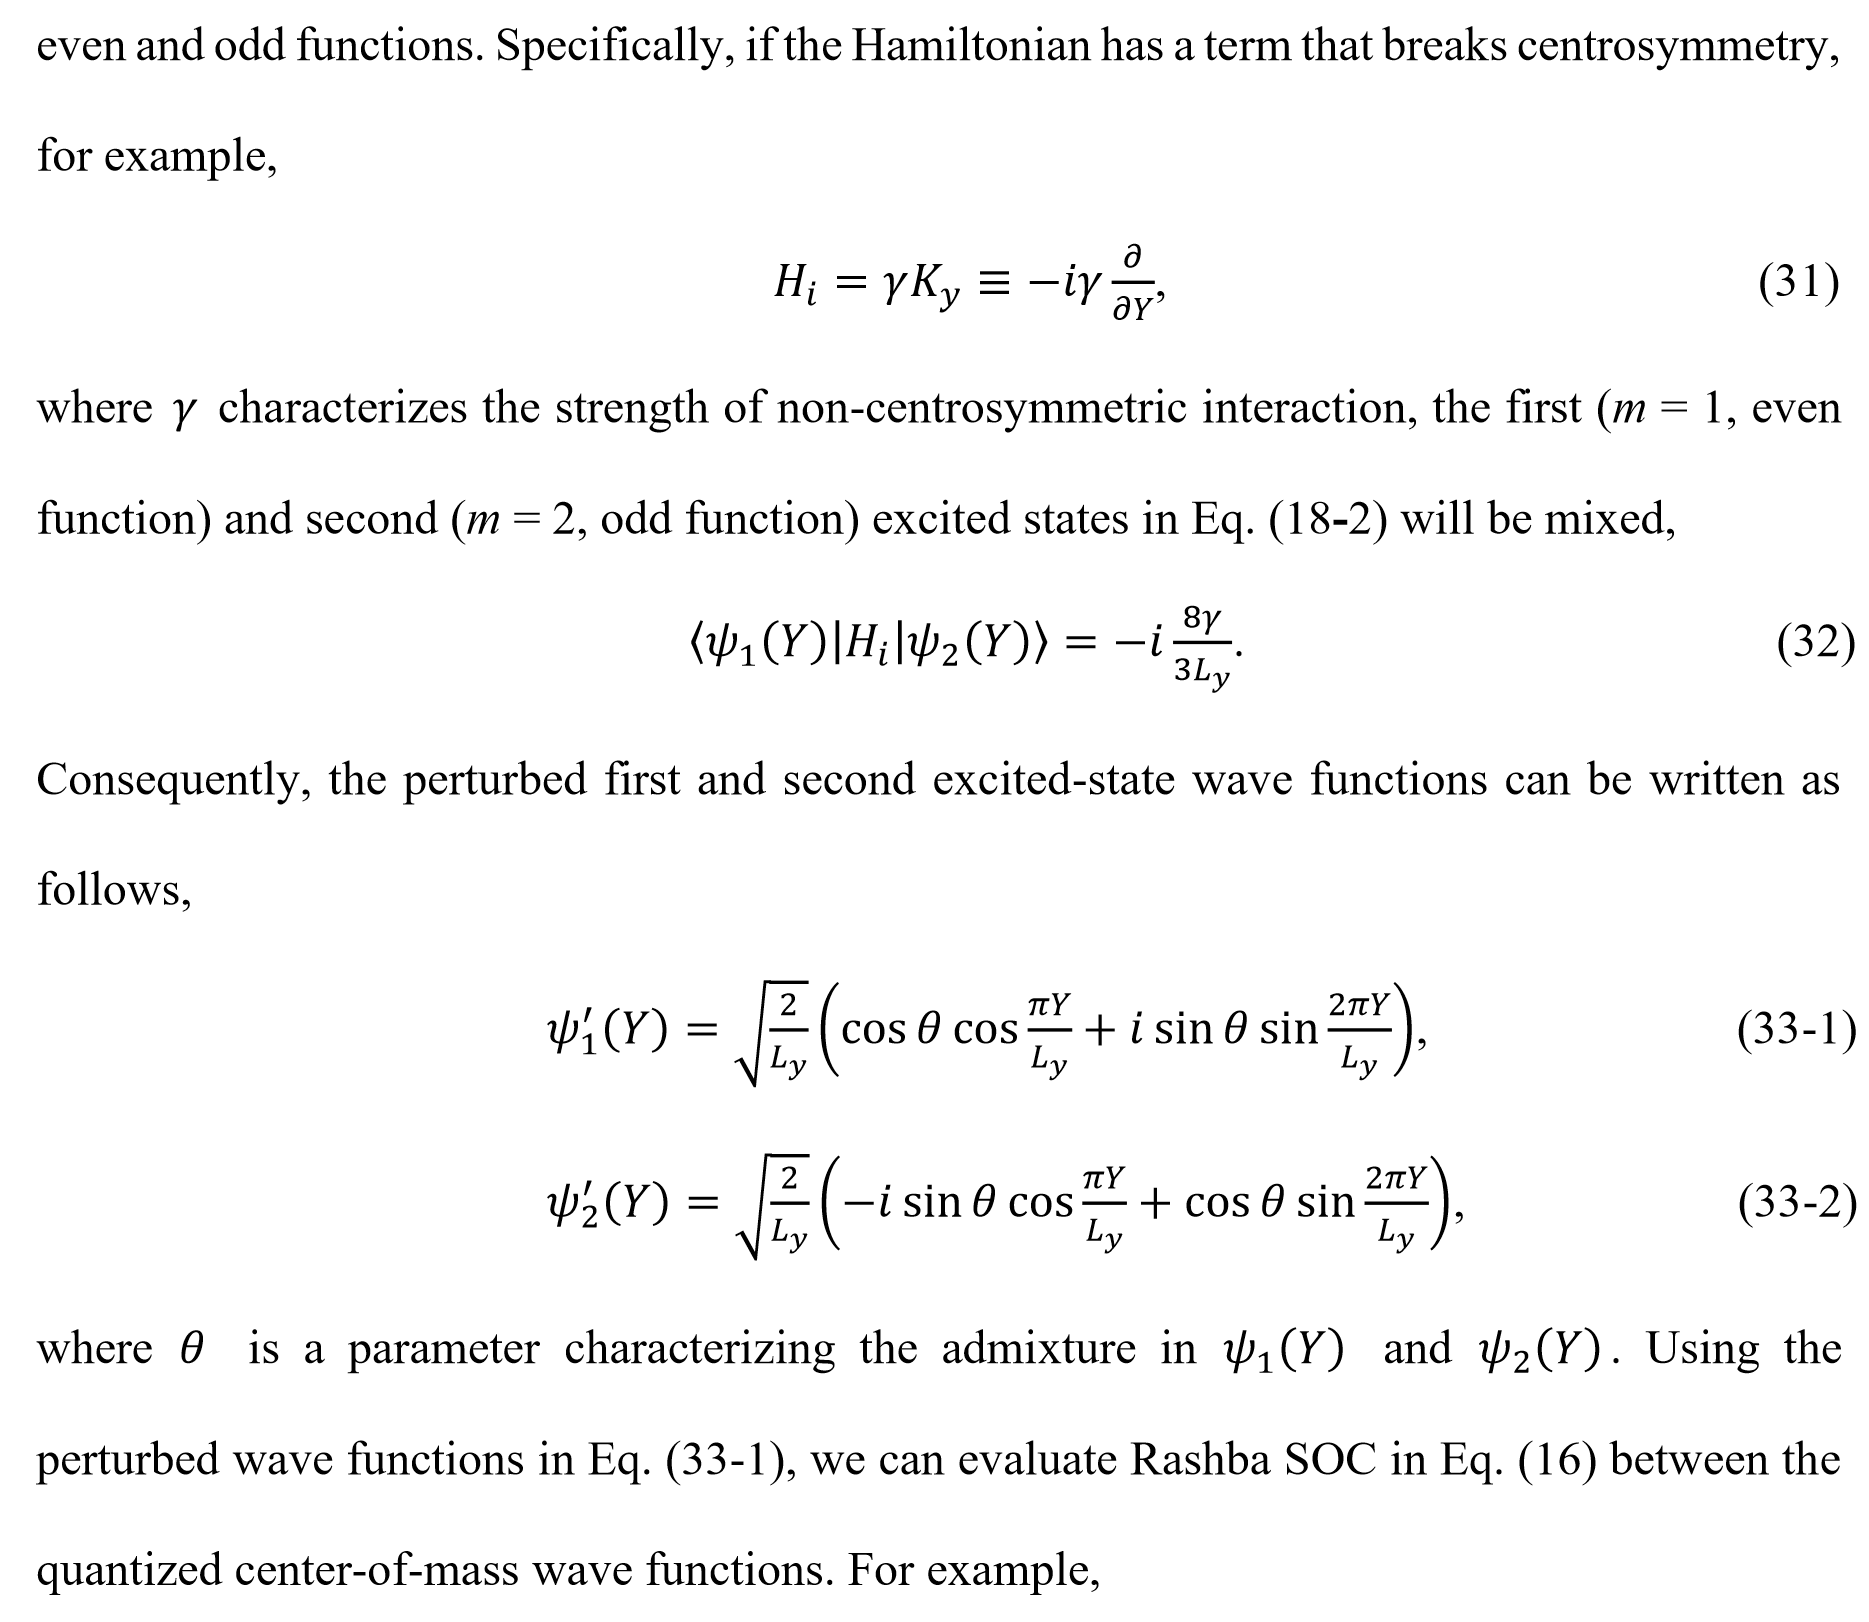 even and odd functions. Specifically, if the Hamiltonian has a term that breaks centrosymmetry,
for example,
$H_i = \gamma K_y \equiv -i\gamma \frac{\partial}{\partial Y},$ (31)
where $\gamma$ characterizes the strength of non-centrosymmetric interaction, the first (m = 1, even
function) and second (m = 2, odd function) excited states in Eq. (18-2) will be mixed,
$\langle \psi_1(Y)|H_i|\psi_2(Y)\rangle = -i\frac{8\gamma}{3L_y}.$ (32)
Consequently, the perturbed first and second excited-state wave functions can be written as
follows,
$\psi_1'(Y) = \sqrt{\frac{2}{L_y}}\left(\cos\theta\cos\frac{\pi Y}{L_y} + i\sin\theta\sin\frac{2\pi Y}{L_y}\right),$ (33-1)
$\psi_2'(Y) = \sqrt{\frac{2}{L_y}}\left(-i\sin\theta\cos\frac{\pi Y}{L_y} + \cos\theta\sin\frac{2\pi Y}{L_y}\right),$ (33-2)
where $\theta$ is a parameter characterizing the admixture in $\psi_1(Y)$ and $\psi_2(Y)$. Using the
perturbed wave functions in Eq. (33-1), we can evaluate Rashba SOC in Eq. (16) between the
quantized center-of-mass wave functions. For example,